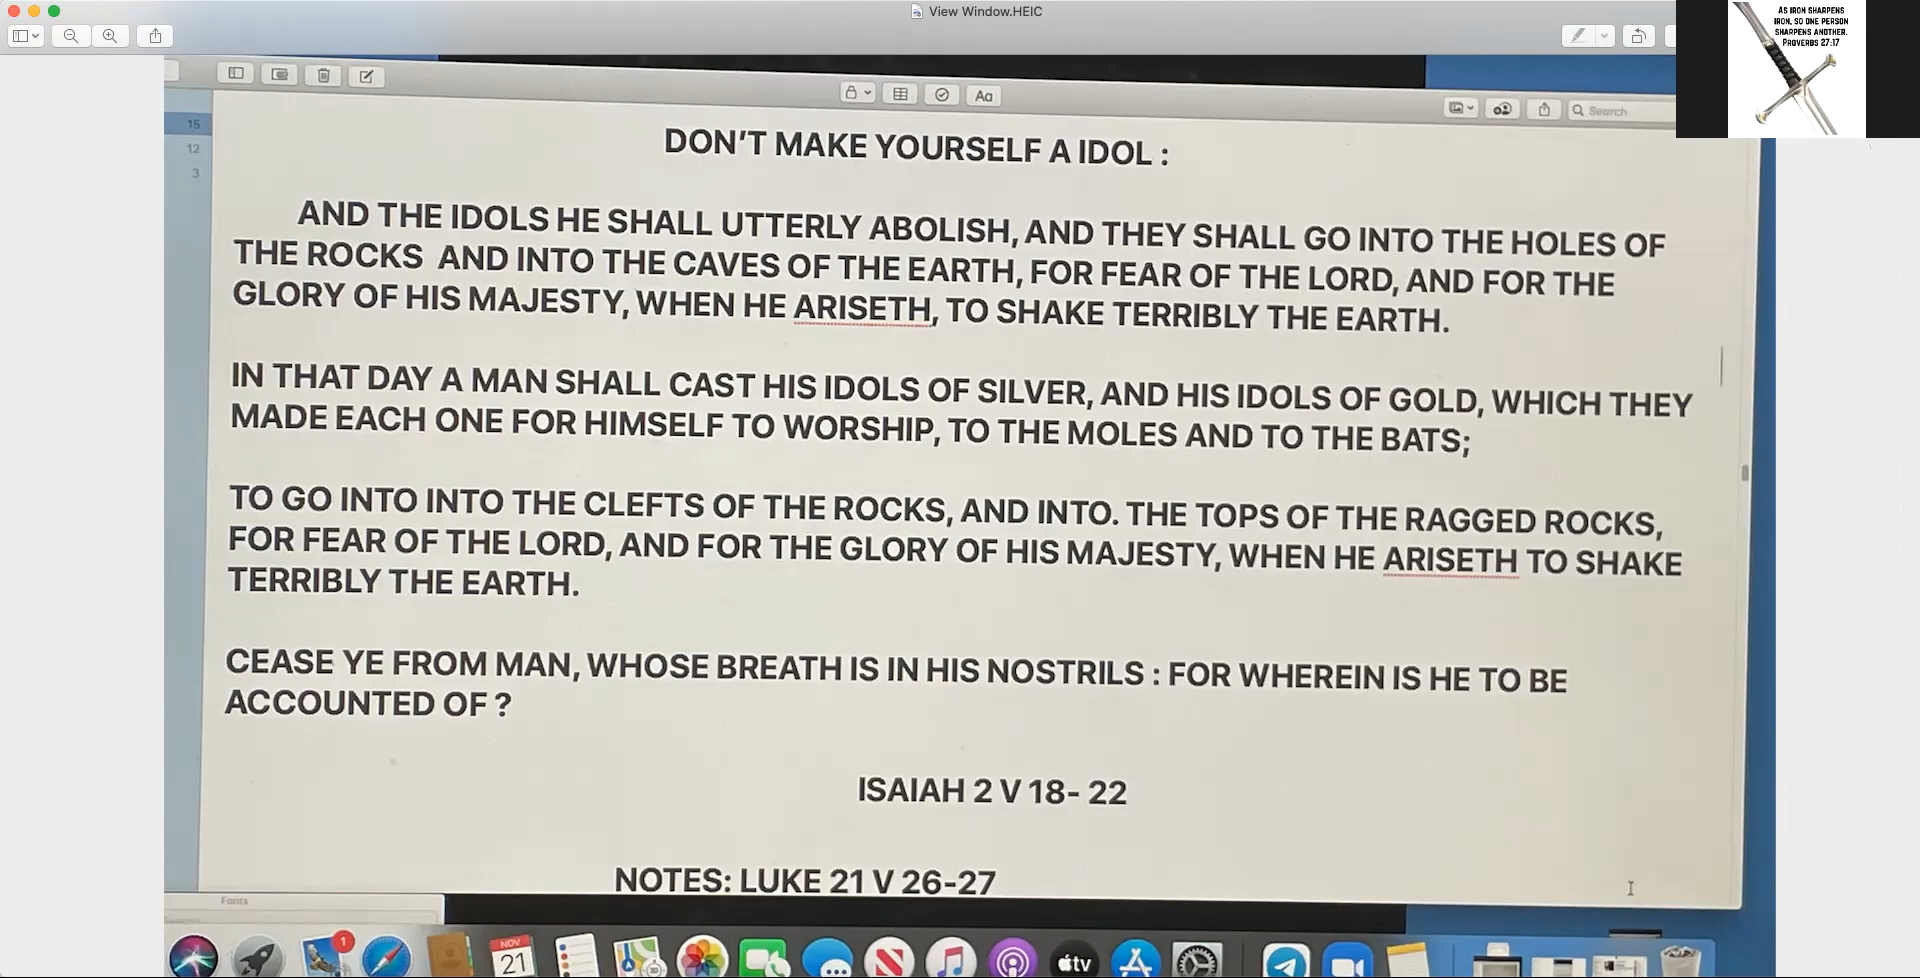 View Window.HEIC
AS IRON SHARPENS
IRON, SO ONE PERSON
SHARPENS ANOTHER.
PROVERBS 27:17
Aa
Search
15
12
3
DON'T MAKE YOURSELF A IDOL :
AND THE IDOLS HE SHALL UTTERLY ABOLISH, AND THEY SHALL GO INTO THE HOLES OF
THE ROCKS AND INTO THE CAVES OF THE EARTH, FOR FEAR OF THE LORD, AND FOR THE
GLORY OF HIS MAJESTY, WHEN HE ARISETH, TO SHAKE TERRIBLY THE EARTH.
IN THAT DAY A MAN SHALL CAST HIS IDOLS OF SILVER, AND HIS IDOLS OF GOLD, WHICH THEY
MADE EACH ONE FOR HIMSELF TO WORSHIP, TO THE MOLES AND TO THE BATS;
TO GO INTO INTO THE CLEFTS OF THE ROCKS, AND INTO. THE TOPS OF THE RAGGED ROCKS,
FOR FEAR OF THE LORD, AND FOR THE GLORY OF HIS MAJESTY, WHEN HE ARISETH TO SHAKE
TERRIBLY THE EARTH.
CEASE YE FROM MAN, WHOSE BREATH IS IN HIS NOSTRILS : FOR WHEREIN IS HE TO BE
ACCOUNTED OF ?
ISAIAH 2 V 18- 22
NOTES: LUKE 21 V 26-27
Fonts
1
NOV
21
tv